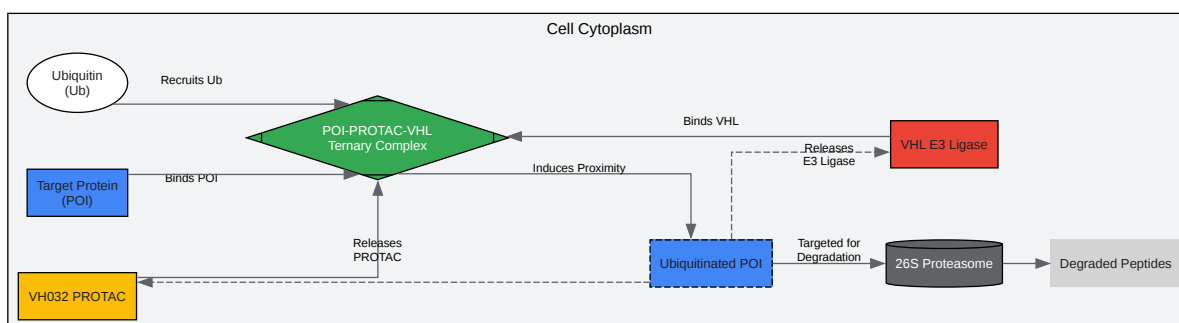 Cell Cytoplasm
Ubiquitin
(Ub)
Recruits Ub
POI-PROTAC-VHL
Ternary Complex
Binds VHL
VHL E3 Ligase
Releases
E3 Ligase
Target Protein
(POI)
Binds POI
Induces Proximity
Releases
PROTAC
Ubiquitinated POI
Targeted for
Degradation
26S Proteasome
Degraded Peptides
VH032 PROTAC